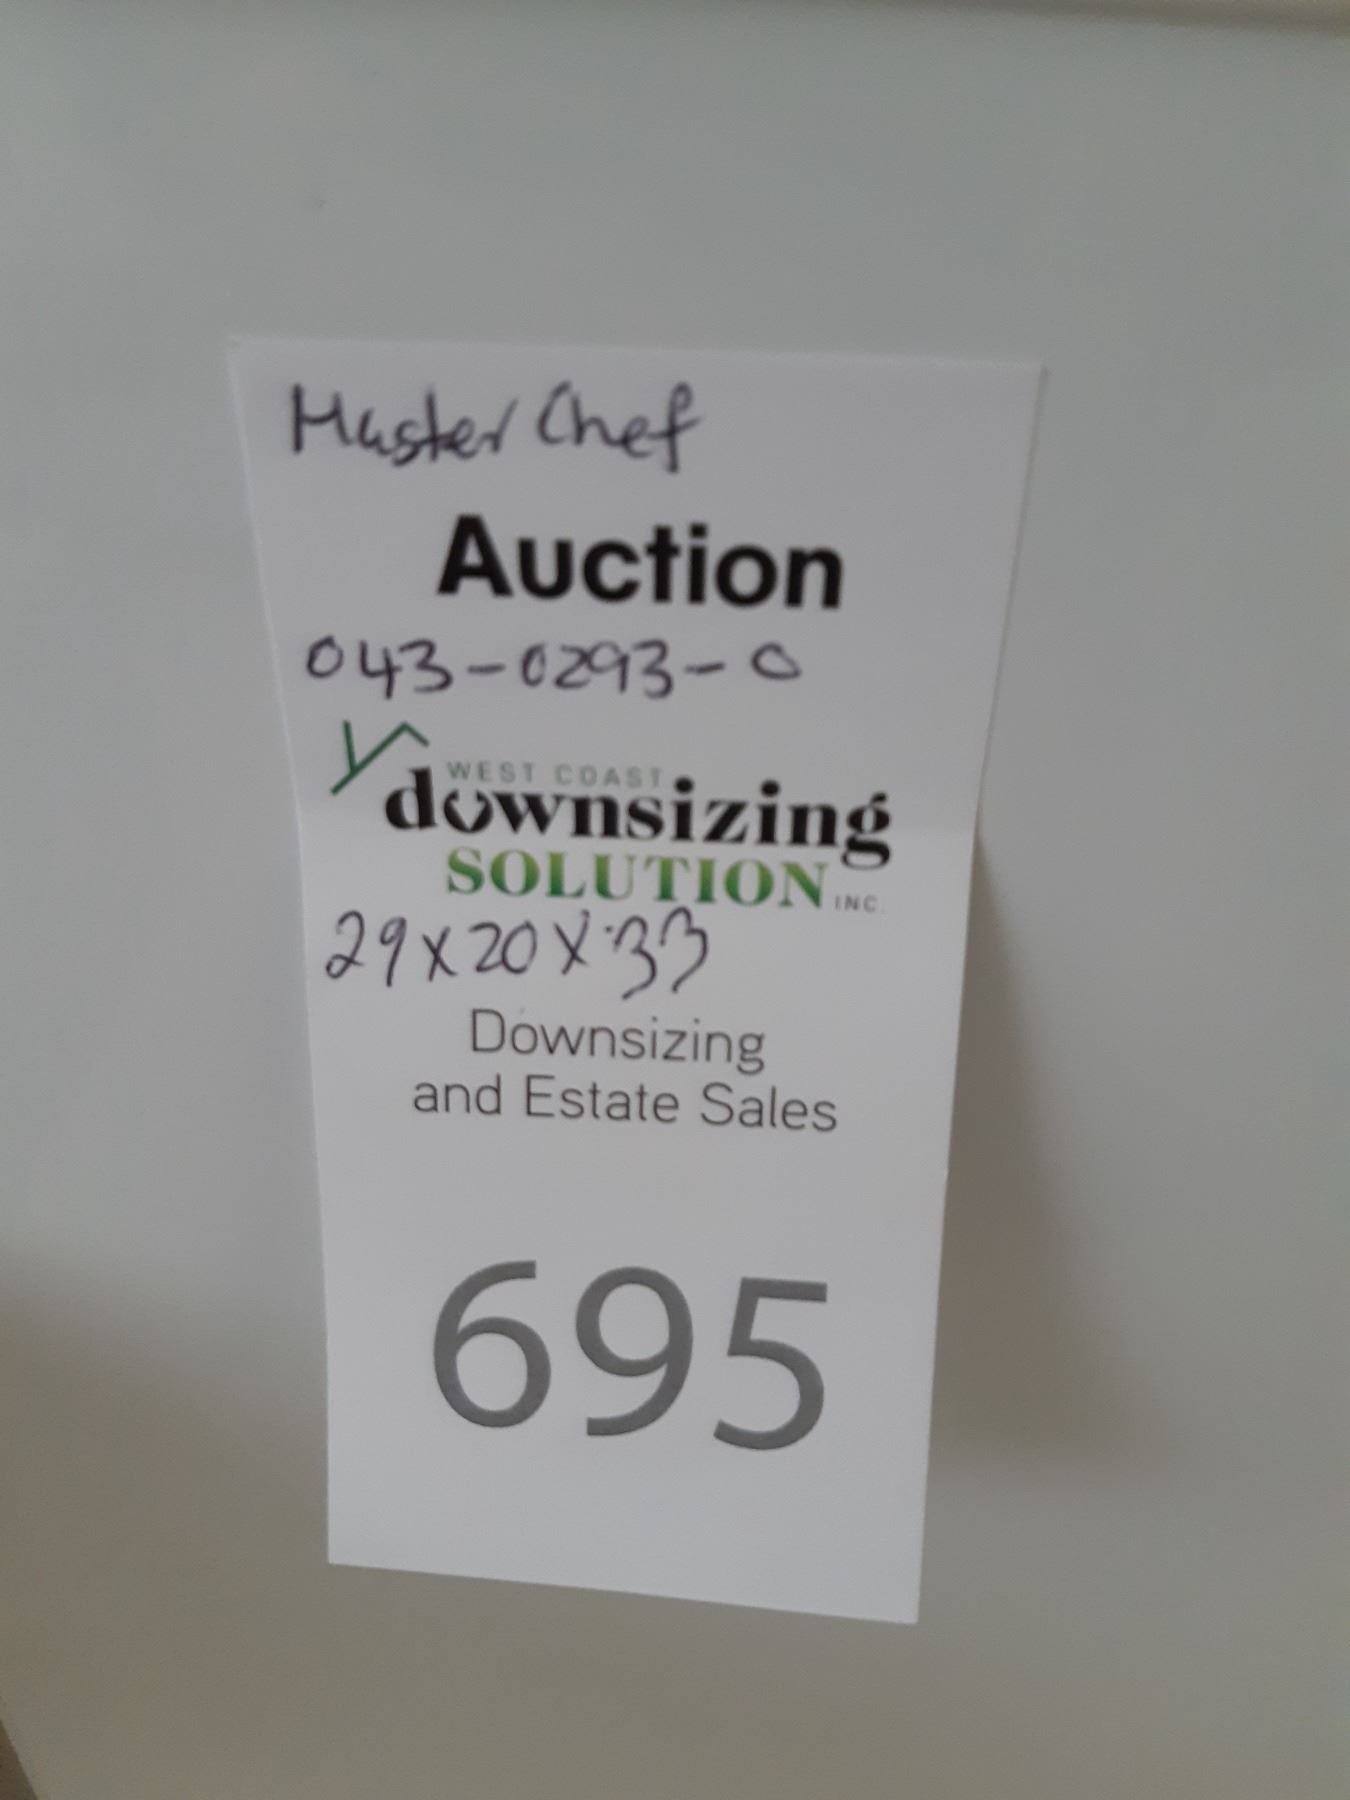 Master Chef
Auction
043-0293-0
WEST COAST
downsizing
SOLUTION INC.
29x20x33
Downsizing
and Estate Sales
695